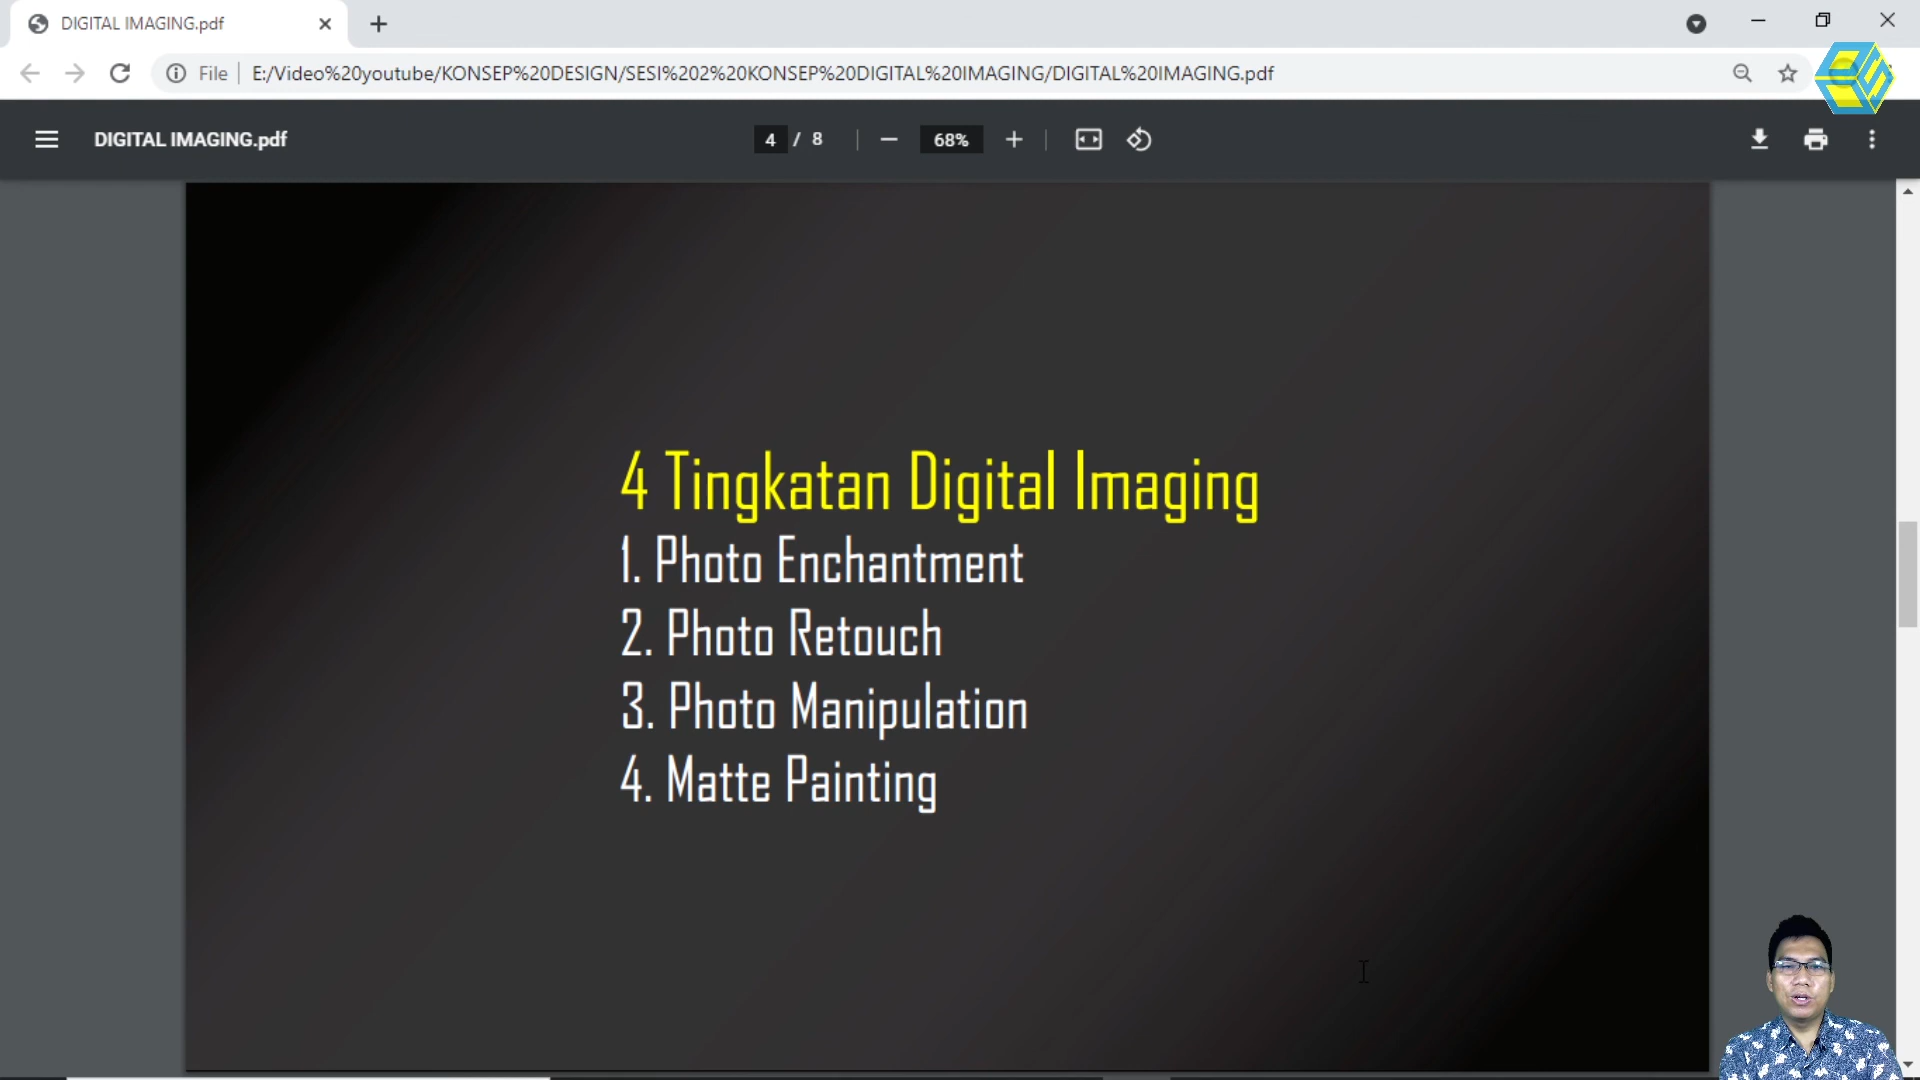 DIGITAL IMAGING.pdf
File
E:/Video%20youtube/KONSEP%20DESIGN/SESI%202%20KONSEP%20DIGITAL%20IMAGING/DIGITAL%20IMAGING.pdf
DIGITAL IMAGING.pdf
4 / 8
68%
4 Tingkatan Digital Imaging
1. Photo Enchantment
2. Photo Retouch
3. Photo Manipulation
4. Matte Painting